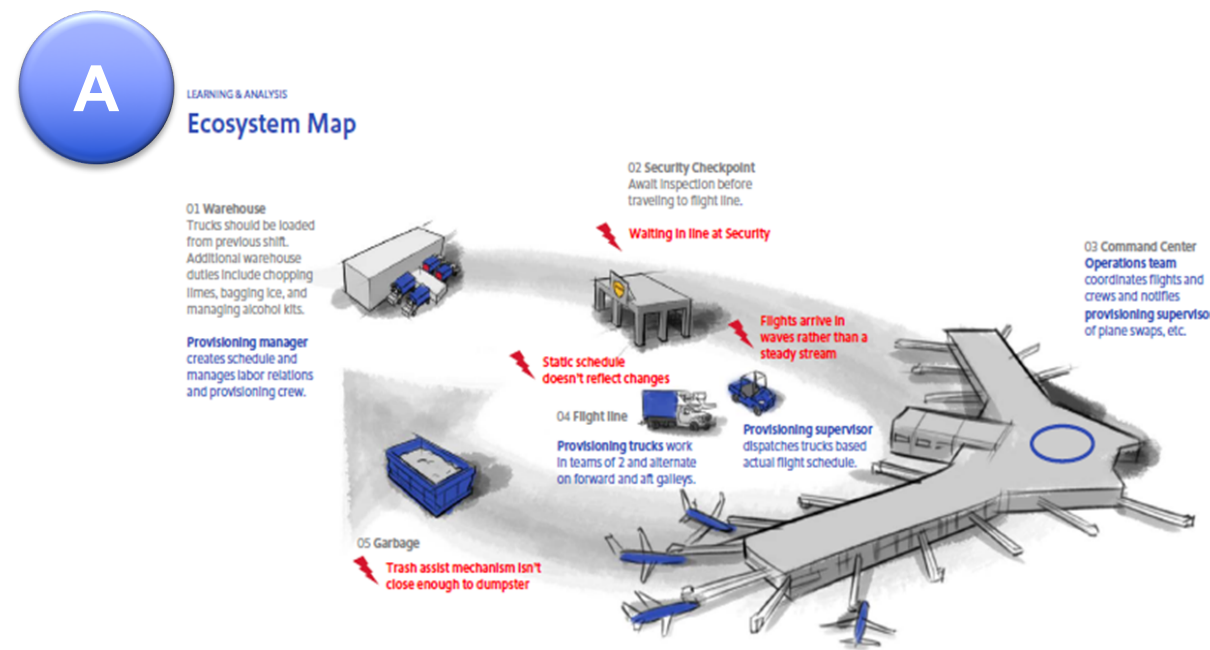 A
LEARNING & ANALYSIS
Ecosystem Map
01 Warehouse
Trucks should be loaded
from previous shift.
Additional warehouse
duties include chopping
limes, bagging ice, and
managing alcohol kits.
Provisioning manager
creates schedule and
manages labor relations
and provisioning crew.
02 Security Checkpoint
Await inspection before
traveling to flight line.
Waiting in line at Security
03 Command Center
Operations team
coordinates flights and
crews and notifies
provisioning superviso
of plane swaps, etc.
Flights arrive in
waves rather than a
steady stream
Static schedule
doesn't reflect changes
04 Flight line
Provisioning trucks work
in teams of 2 and alternate
on forward and aft galleys.
Provisioning supervisor
dispatches trucks based
actual flight schedule.
05 Garbage
Trash assist mechanism isn't
close enough to dumpster